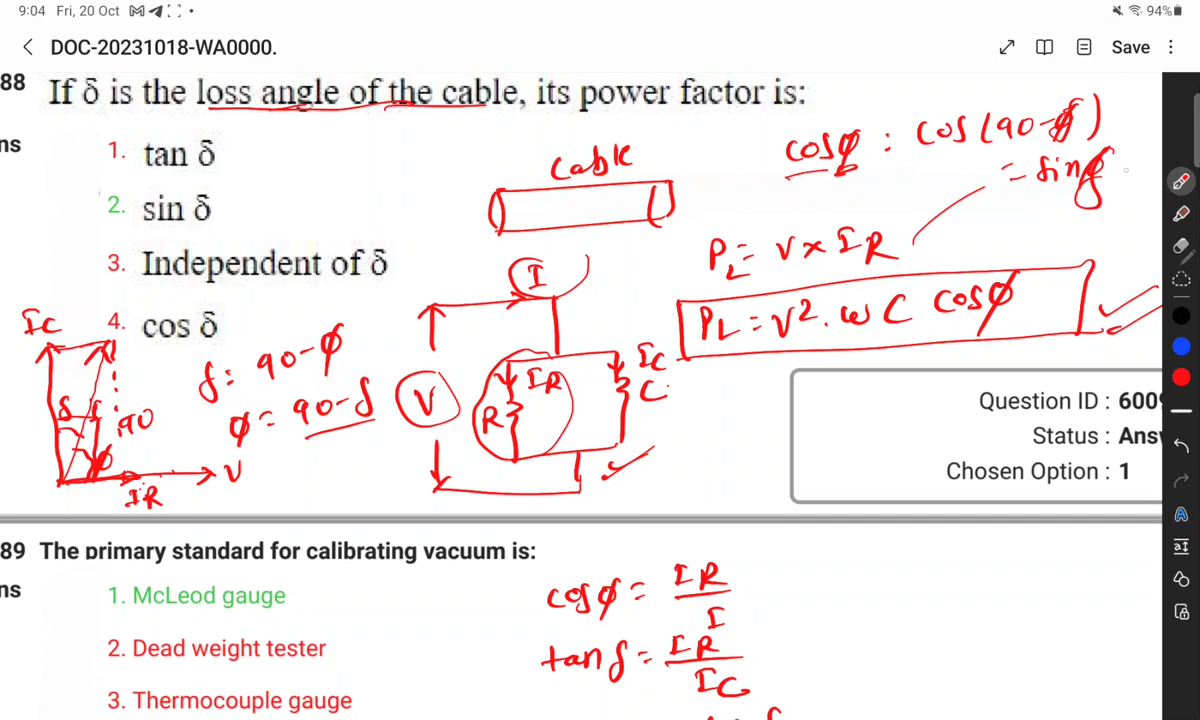 9:04 Fri, 20 Oct
94%
DOC-20231018-WA0000.
Save
88 If δ is the loss angle of the cable, its power factor is:
ns
1. tan δ
2. sin δ
3. Independent of δ
4. cos δ
cable
cosφ : cos(90-δ)
= sinδ
PL = V x IR
PL = V². ω C cosφ
I
V
R
IR
IC
C
IC
δ
90
φ
IR
V
δ = 90-φ
φ = 90-δ
Question ID : 600
Status : Ans
Chosen Option : 1
89 The primary standard for calibrating vacuum is:
ns
1. McLeod gauge
2. Dead weight tester
3. Thermocouple gauge
cosφ = IR
I
tanδ = IR
IC